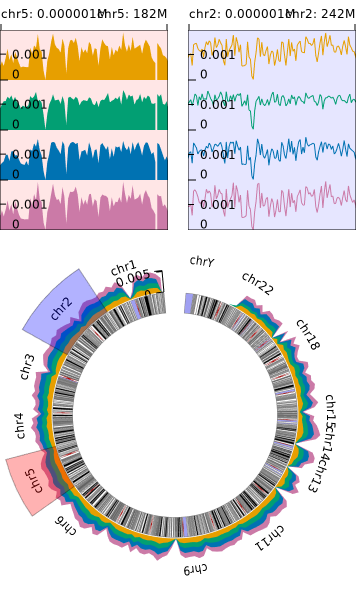 chr5: 0.000001M
chr5: 182M
chr2: 0.000001M
chr2: 242M
0.001
0
0.001
0
0.001
0
0.001
0
0.001
0
0.001
0
0.001
0
0.001
0
chr1
0.005
0
chrY
chr22
chr18
chr15
chr14
chr13
chr11
chr9
chr6
chr5
chr4
chr3
chr2